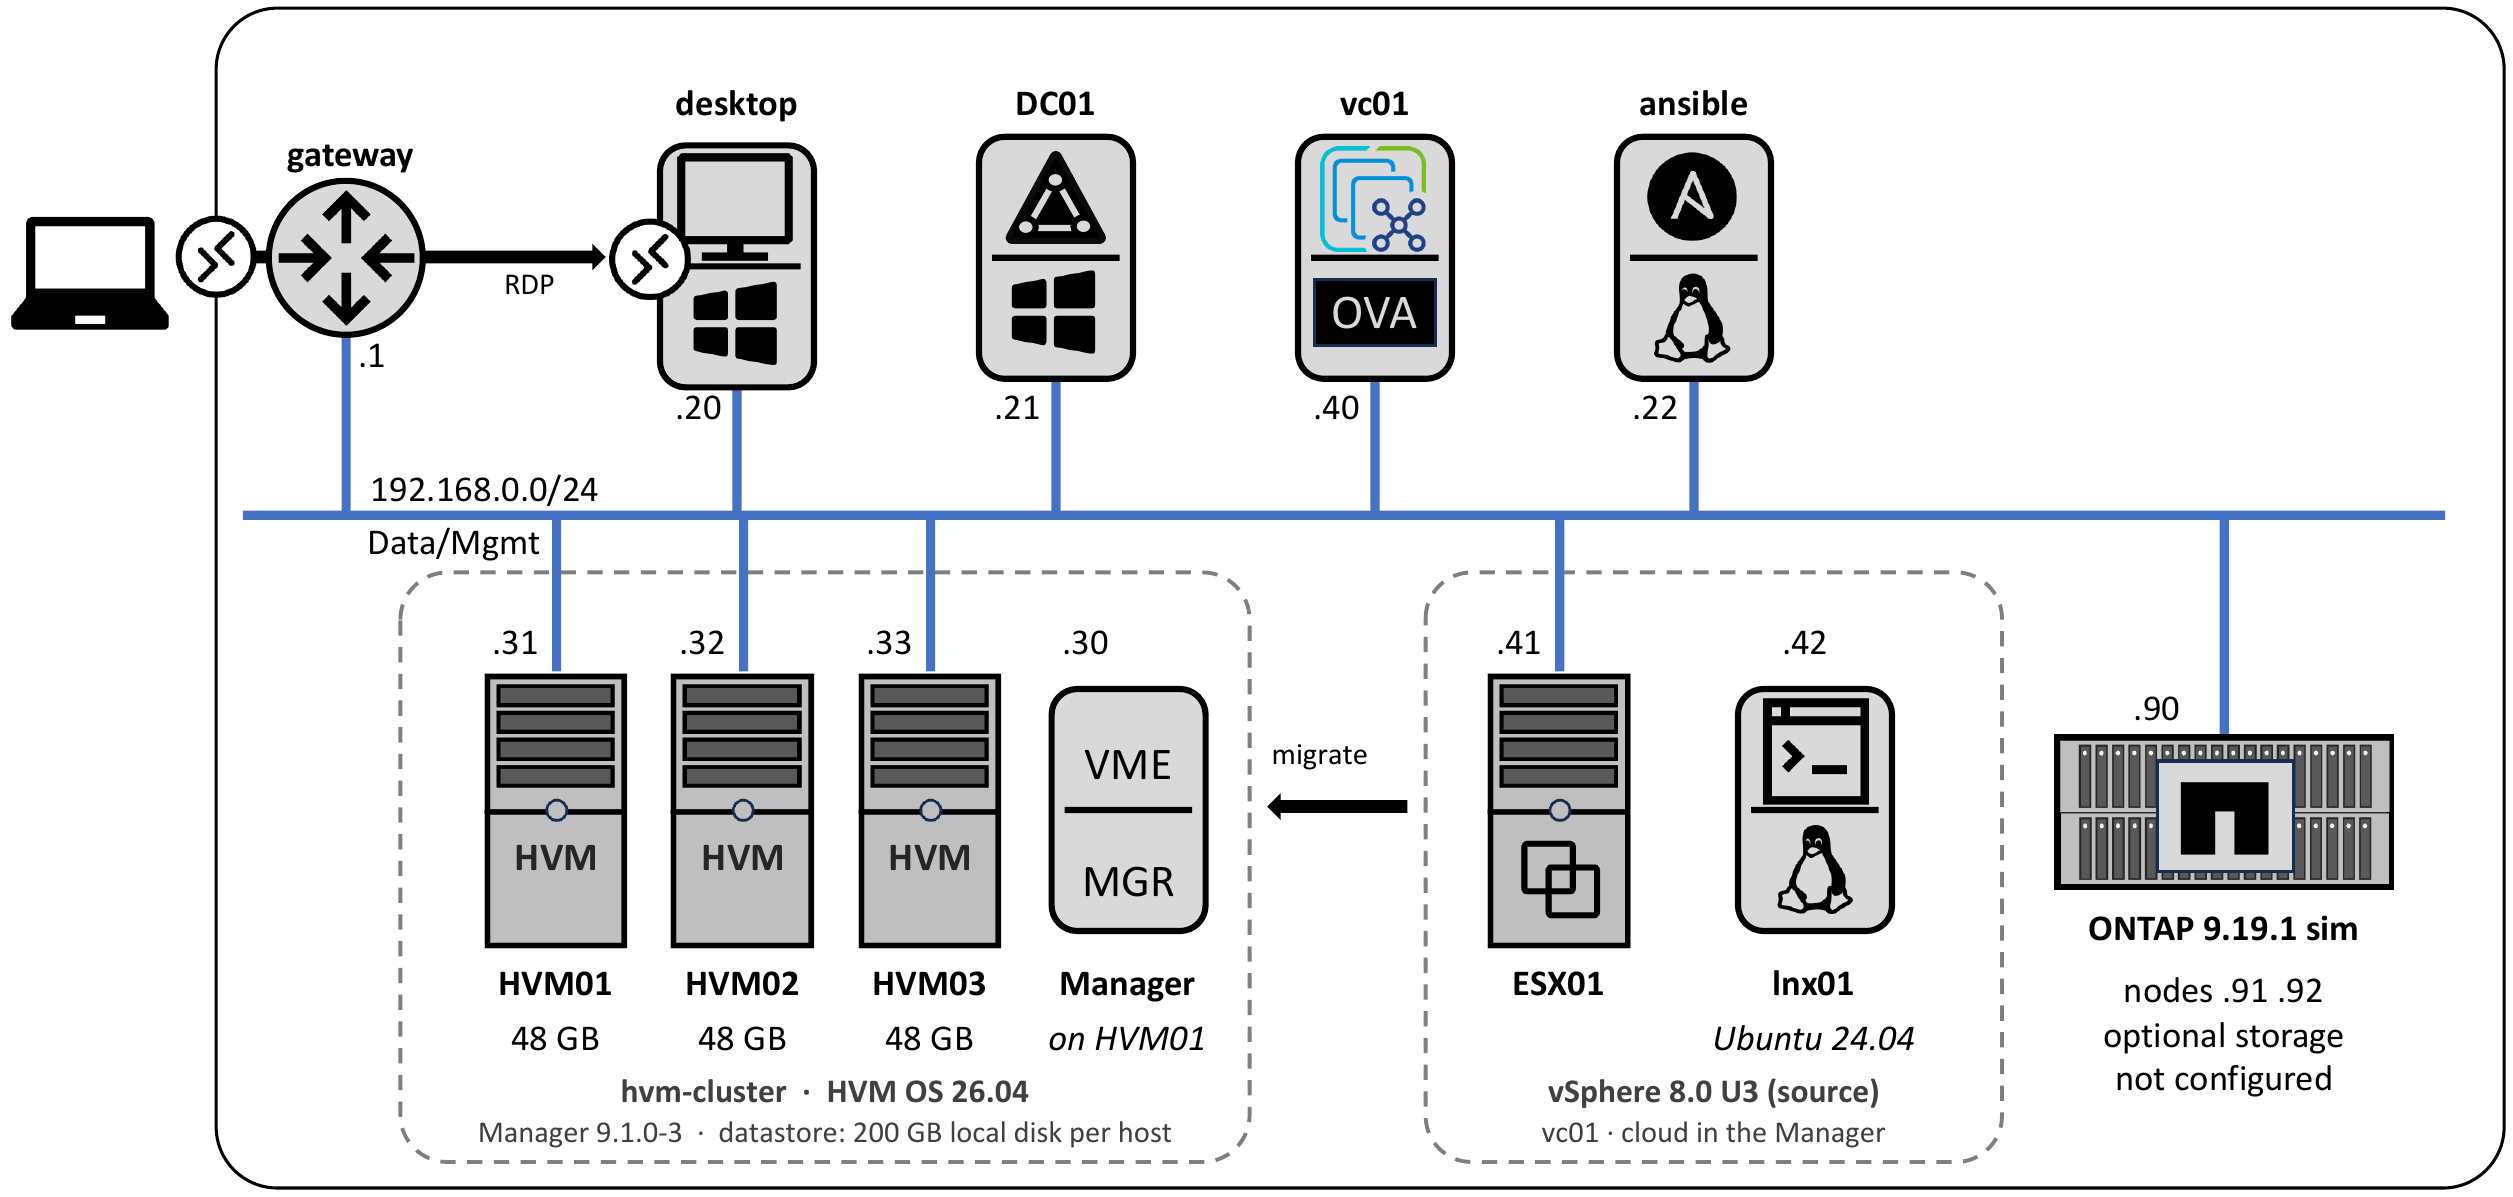 desktop
DC01
vc01
ansible
gateway
RDP
OVA
.1
.20
.21
.40
.22
192.168.0.0/24
Data/Mgmt
.31
.32
.33
.30
.41
.42
.90
VME
MGR
migrate
HVM
HVM
HVM
ONTAP 9.19.1 sim
HVM01
HVM02
HVM03
Manager
ESX01
lnx01
nodes .91 .92
48 GB
48 GB
48 GB
on HVM01
Ubuntu 24.04
optional storage
not configured
hvm-cluster · HVM OS 26.04
vSphere 8.0 U3 (source)
Manager 9.1.0-3 · datastore: 200 GB local disk per host
vc01 · cloud in the Manager